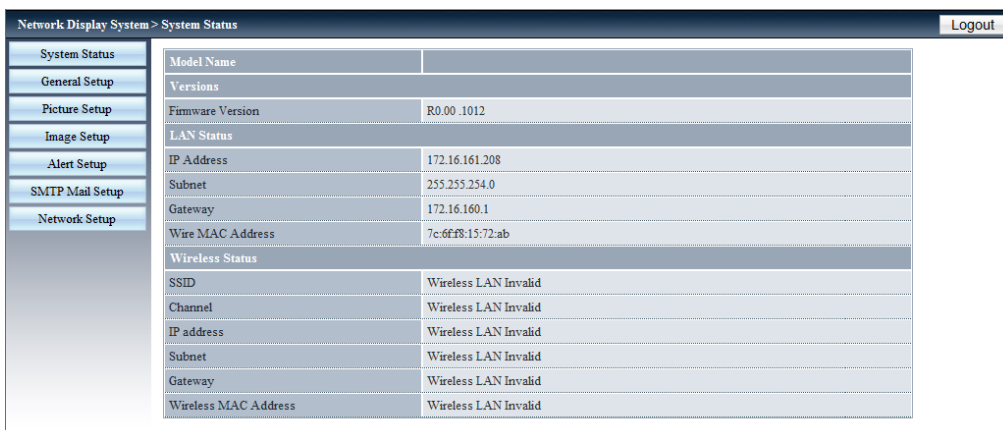 Network Display System > System Status
Logout
System Status
General Setup
Picture Setup
Image Setup
Alert Setup
SMTP Mail Setup
Network Setup
Model Name
Versions
Firmware Version R0.00 .1012
LAN Status
IP Address 172.16.161.208
Subnet 255.255.254.0
Gateway 172.16.160.1
Wire MAC Address 7c:6f:f8:15:72:ab
Wireless Status
SSID Wireless LAN Invalid
Channel Wireless LAN Invalid
IP address Wireless LAN Invalid
Subnet Wireless LAN Invalid
Gateway Wireless LAN Invalid
Wireless MAC Address Wireless LAN Invalid